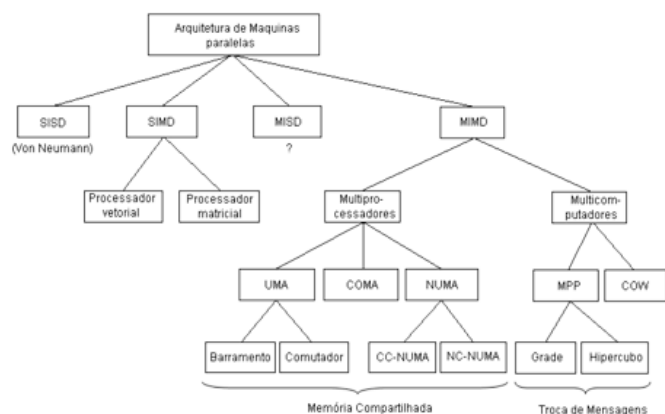 Arquitetura de Maquinas
paralelas
SISD
SIMD
MISD
MIMD
(Von Neumann)
?
Processador
vetorial
Processador
matricial
Multipro-
cessadores
Multicom-
putadores
UMA
COMA
NUMA
MPP
COW
Barramento
Comutador
CC-NUMA
NC-NUMA
Grade
Hipercubo
Memória Compartilhada
Troca de Mensagens